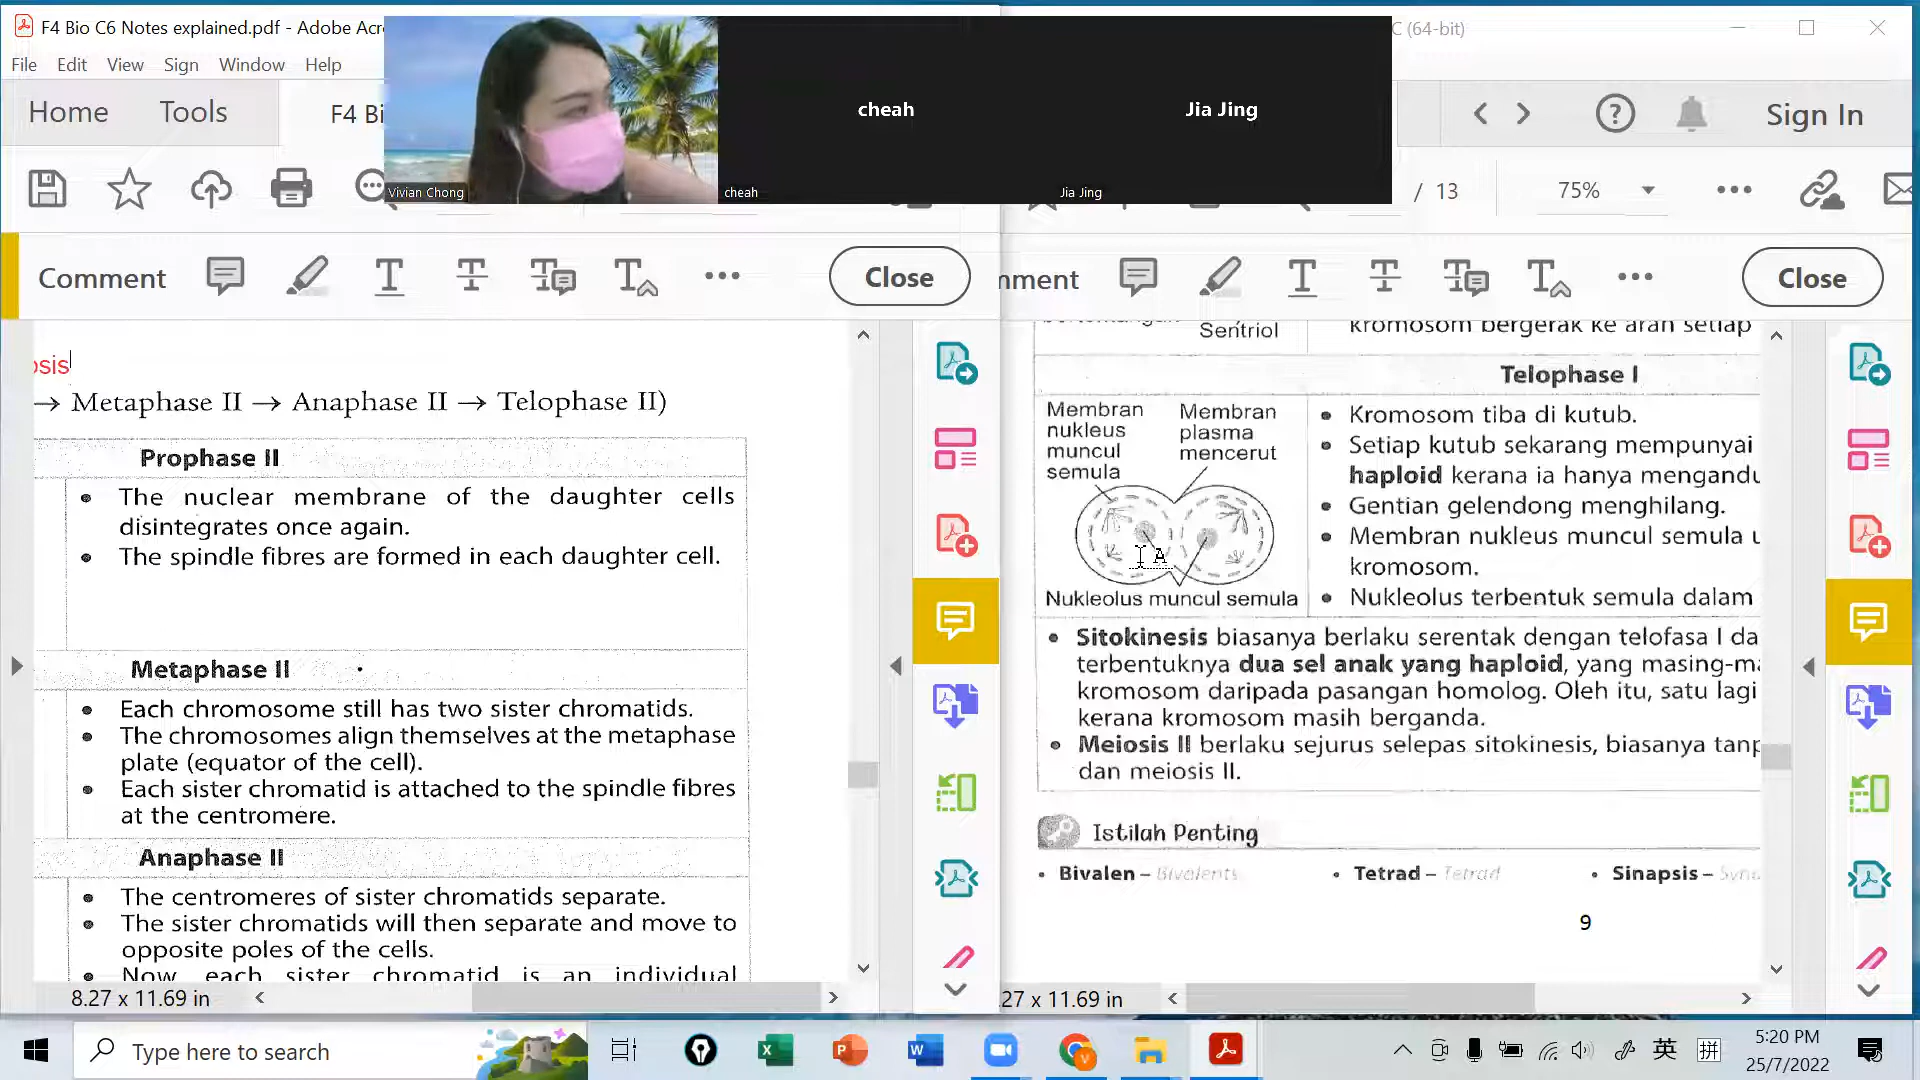 F4 Bio C6 Notes explained.pdf - Adobe Acr
C (64-bit)
File Edit View Sign Window Help
Home Tools F4 Bi
Sign In
cheah
Jia Jing
Vivian Chong
cheah
Jia Jing
/ 13
75%
Comment
Close
mment
Close
osis
→ Metaphase II → Anaphase II → Telophase II)
Prophase II
• The nuclear membrane of the daughter cells
disintegrates once again.
• The spindle fibres are formed in each daughter cell.
Metaphase II
• Each chromosome still has two sister chromatids.
• The chromosomes align themselves at the metaphase
plate (equator of the cell).
• Each sister chromatid is attached to the spindle fibres
at the centromere.
Anaphase II
• The centromeres of sister chromatids separate.
• The sister chromatids will then separate and move to
opposite poles of the cells.
• Now, each sister chromatid is an individual
8.27 x 11.69 in
Sentriol
kromosom bergerak ke arah setiap
Telophase I
Membran
nukleus
muncul
semula
Membran
plasma
mencerut
Nukleolus muncul semula
• Kromosom tiba di kutub.
• Setiap kutub sekarang mempunyai
haploid kerana ia hanya mengandu
• Gentian gelendong menghilang.
• Membran nukleus muncul semula u
kromosom.
• Nukleolus terbentuk semula dalam
• Sitokinesis biasanya berlaku serentak dengan telofasa I da
terbentuknya dua sel anak yang haploid, yang masing-ma
kromosom daripada pasangan homolog. Oleh itu, satu lagi
kerana kromosom masih berganda.
• Meiosis II berlaku sejurus selepas sitokinesis, biasanya tanp
dan meiosis II.
Istilah Penting
• Bivalen – Bivalents
• Tetrad – Tetrad
• Sinapsis – Syn
9
.27 x 11.69 in
Type here to search
英
拼
5:20 PM
25/7/2022